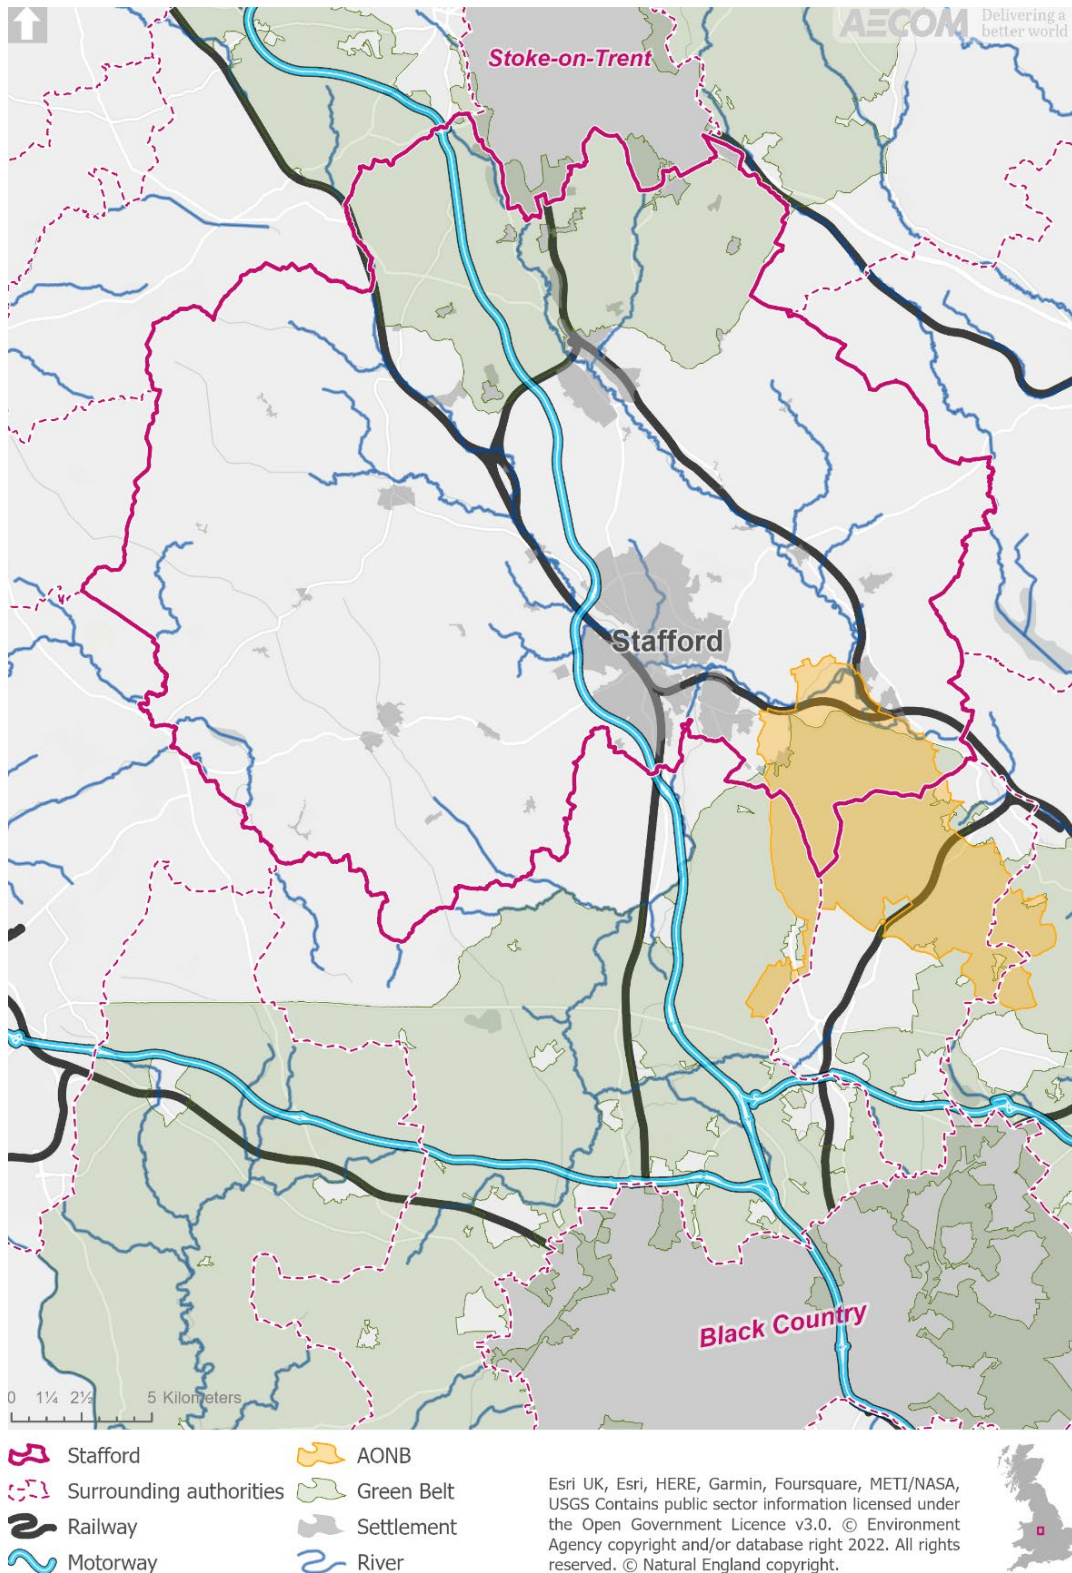 AECOM
Delivering a
better world
Stoke-on-Trent
Stafford
Black Country
0 1¼ 2½ 5 Kilometers
Stafford
Surrounding authorities
Railway
Motorway
AONB
Green Belt
Settlement
River
Esri UK, Esri, HERE, Garmin, Foursquare, METI/NASA,
USGS Contains public sector information licensed under
the Open Government Licence v3.0. © Environment
Agency copyright and/or database right 2022. All rights
reserved. © Natural England copyright.